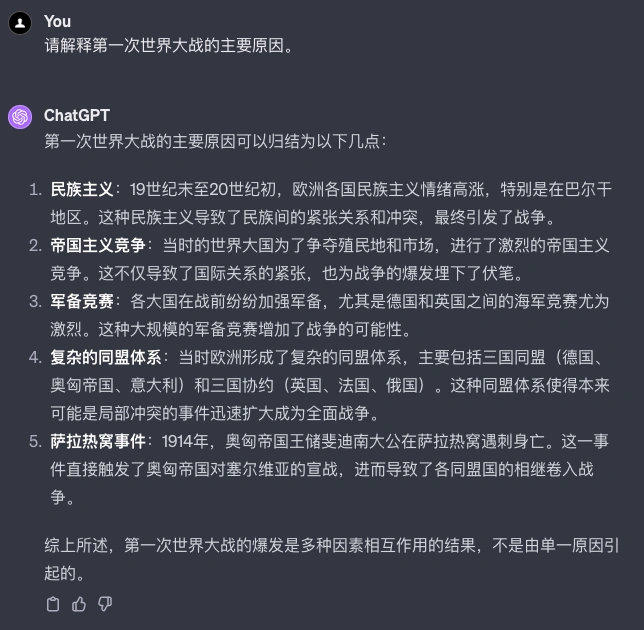 You
请解释第一次世界大战的主要原因。
ChatGPT
第一次世界大战的主要原因可以归结为以下几点：
1. 民族主义：19世纪末至20世纪初，欧洲各国民族主义情绪高涨，特别是在巴尔干
地区。这种民族主义导致了民族间的紧张关系和冲突，最终引发了战争。
2. 帝国主义竞争：当时的世界大国为了争夺殖民地和市场，进行了激烈的帝国主义
竞争。这不仅导致了国际关系的紧张，也为战争的爆发埋下了伏笔。
3. 军备竞赛：各大国在战前纷纷加强军备，尤其是德国和英国之间的海军竞赛尤为
激烈。这种大规模的军备竞赛增加了战争的可能性。
4. 复杂的同盟体系：当时欧洲形成了复杂的同盟体系，主要包括三国同盟（德国、
奥匈帝国、意大利）和三国协约（英国、法国、俄国）。这种同盟体系使得本来
可能是局部冲突的事件迅速扩大成为全面战争。
5. 萨拉热窝事件：1914年，奥匈帝国王储斐迪南大公在萨拉热窝遇刺身亡。这一事
件直接触发了奥匈帝国对塞尔维亚的宣战，进而导致了各同盟国的相继卷入战
争。
综上所述，第一次世界大战的爆发是多种因素相互作用的结果，不是由单一原因引
起的。